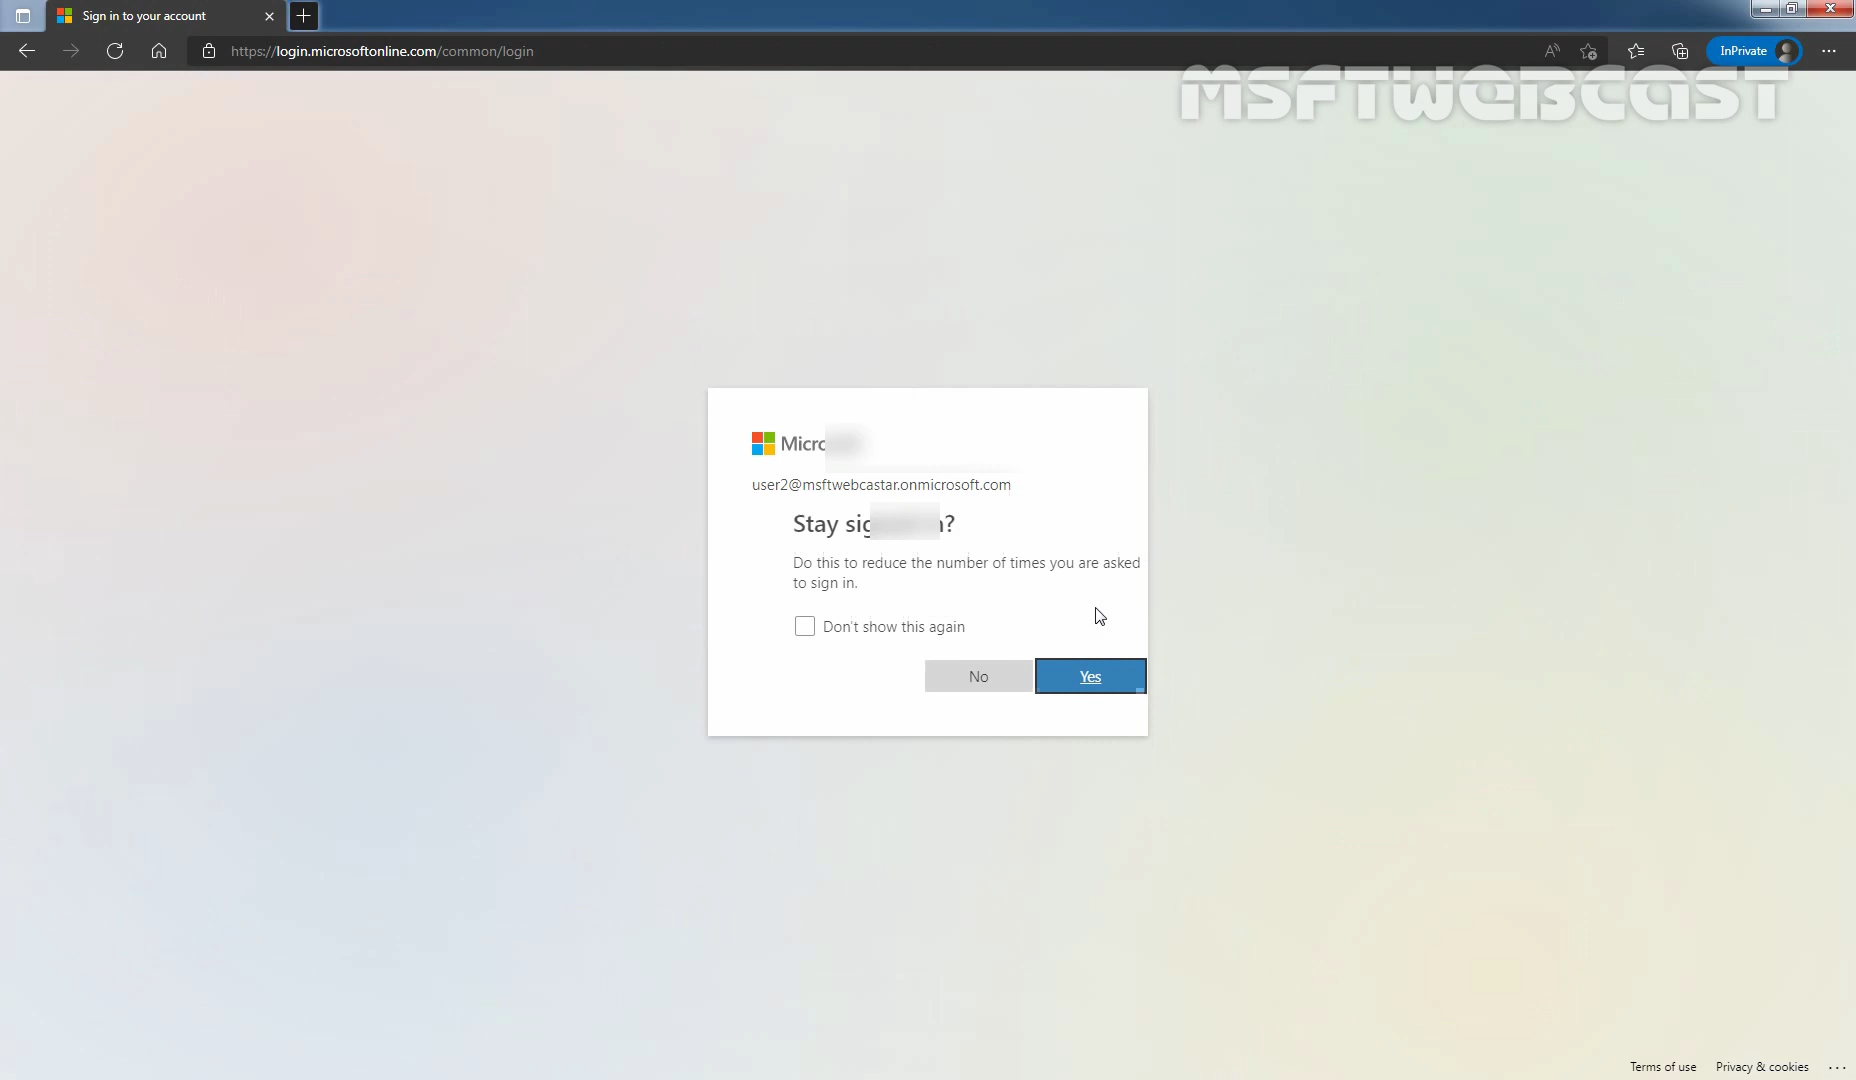 Sign in to your account
https://login.microsoftonline.com/common/login
InPrivate
MSFTWEBCAST
user2@msftwebcastar.onmicrosoft.com
Stay
Do this to reduce the number of times you are asked
to sign in.
Don't show this again
No
Yes
Terms of use
Privacy & cookies